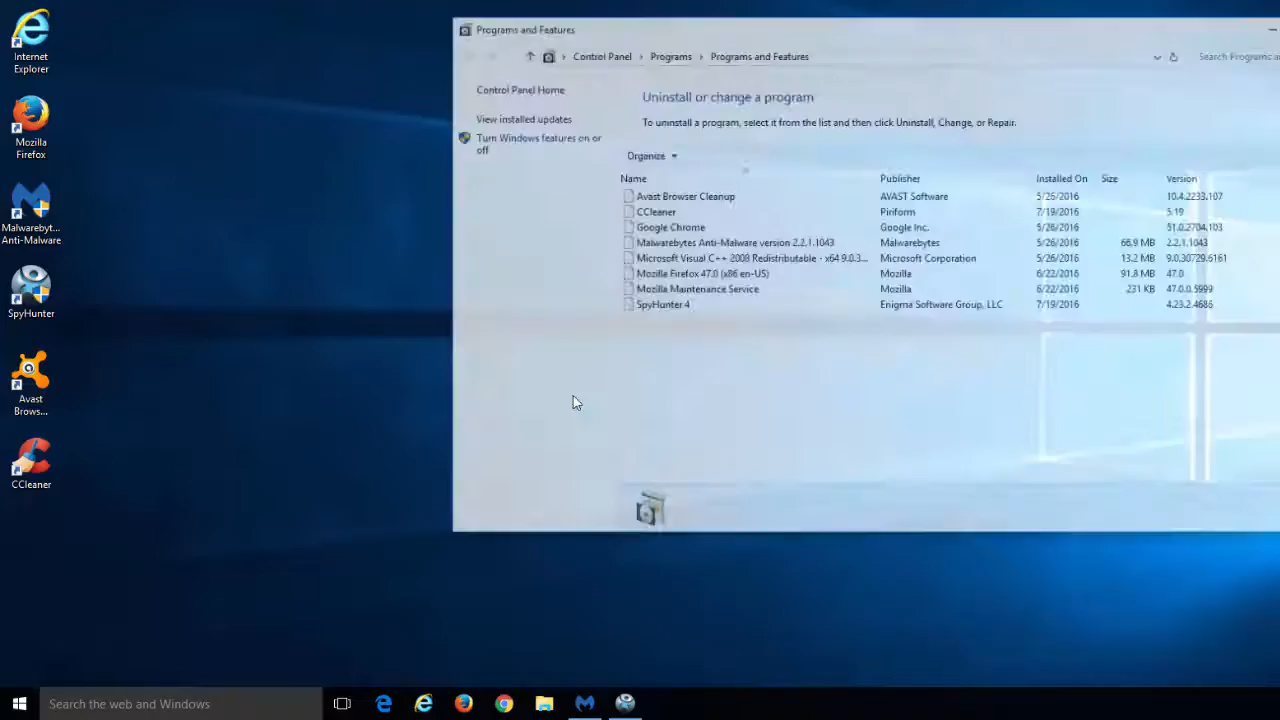 Internet
Explorer
Mozilla
Firefox
Malwarebyt...
Anti-Malware
SpyHunter
Avast
Brows...
CCleaner
Programs and Features
Control Panel > Programs > Programs and Features
Search Programs an
Control Panel Home
View installed updates
Turn Windows features on or
off
Uninstall or change a program
To uninstall a program, select it from the list and then click Uninstall, Change, or Repair.
Organize
Name Publisher Installed On Size Version
Avast Browser Cleanup AVAST Software 5/25/2016 10.4.2233.107
CCleaner Piriform 7/19/2016 5.19
Google Chrome Google Inc. 5/26/2016 51.0.2704.103
Malwarebytes Anti-Malware version 2.2.1.1043 Malwarebytes 5/26/2016 66.9 MB 2.2.1.1043
Microsoft Visual C++ 2008 Redistributable - x64 9.0.3... Microsoft Corporation 5/26/2016 13.2 MB 9.0.30729.6161
Mozilla Firefox 47.0 (x86 en-US) Mozilla 6/22/2016 91.8 MB 47.0
Mozilla Maintenance Service Mozilla 6/22/2016 231 KB 47.0.0.5999
SpyHunter 4 Enigma Software Group, LLC 7/19/2016 4.23.2.4686
Search the web and Windows